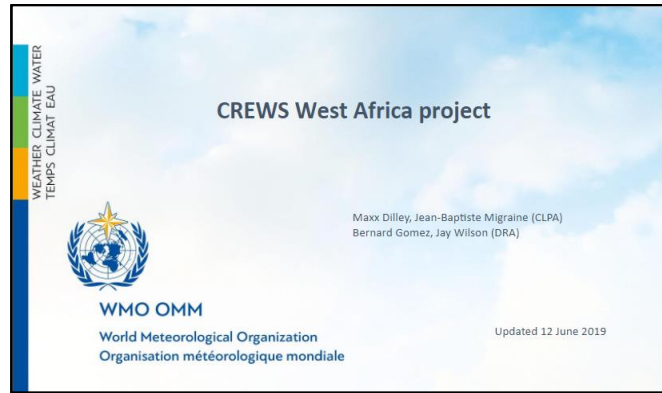 WEATHER CLIMATE WATER
TEMPS CLIMAT EAU
CREWS West Africa project
Maxx Dilley, Jean-Baptiste Migraine (CLPA)
Bernard Gomez, Jay Wilson (DRA)
WMO OMM
World Meteorological Organization
Organisation météorologique mondiale
Updated 12 June 2019